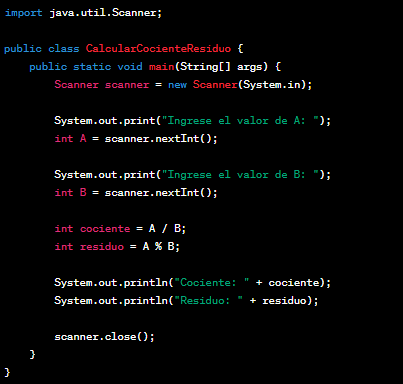 import java.util.Scanner;
public class CalcularCocienteResiduo {
public static void main(String[] args) {
Scanner scanner = new Scanner(System.in);
System.out.print("Ingrese el valor de A: ");
int A = scanner.nextInt();
System.out.print("Ingrese el valor de B: ");
int B = scanner.nextInt();
int cociente = A / B;
int residuo = A % B;
System.out.println("Cociente: " + cociente);
System.out.println("Residuo: " + residuo);
scanner.close();
}
}